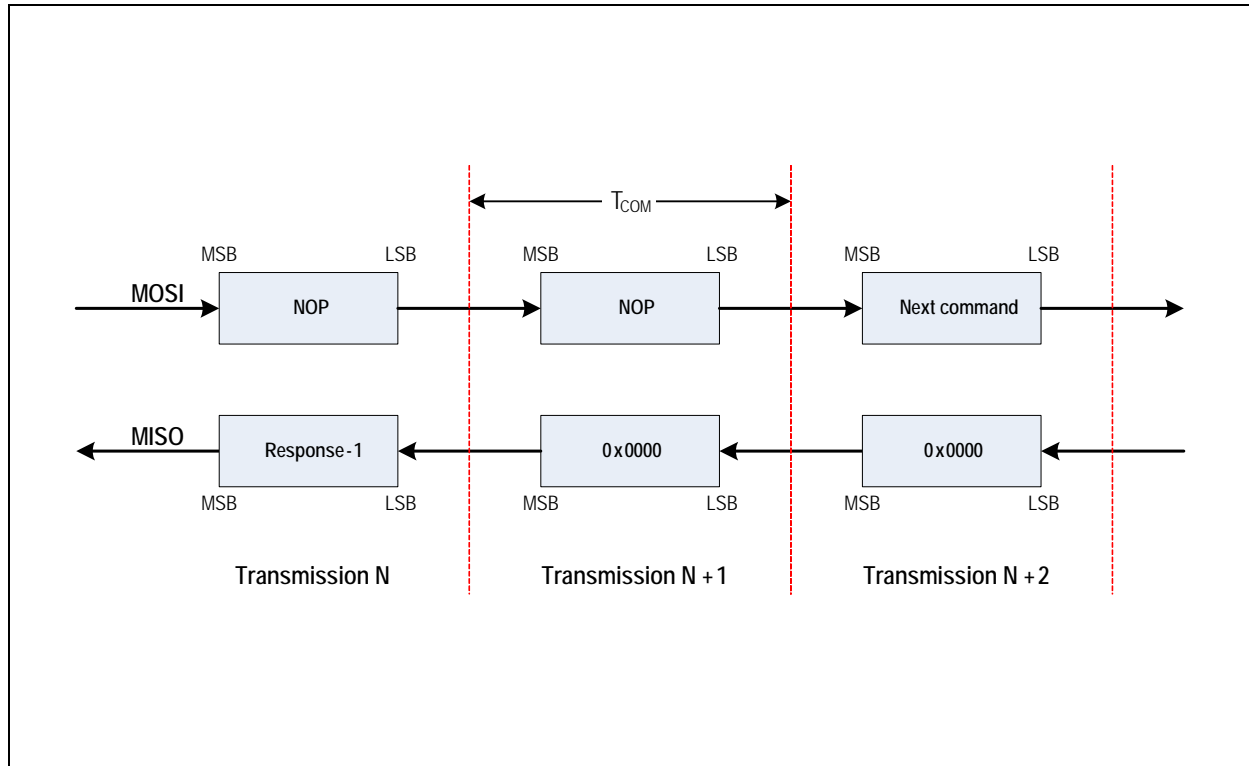 T_COM
MSB LSB MSB LSB MSB LSB
MOSI NOP NOP Next command
MISO Response-1 0x0000 0x0000
MSB LSB MSB LSB MSB LSB
Transmission N Transmission N+1 Transmission N+2